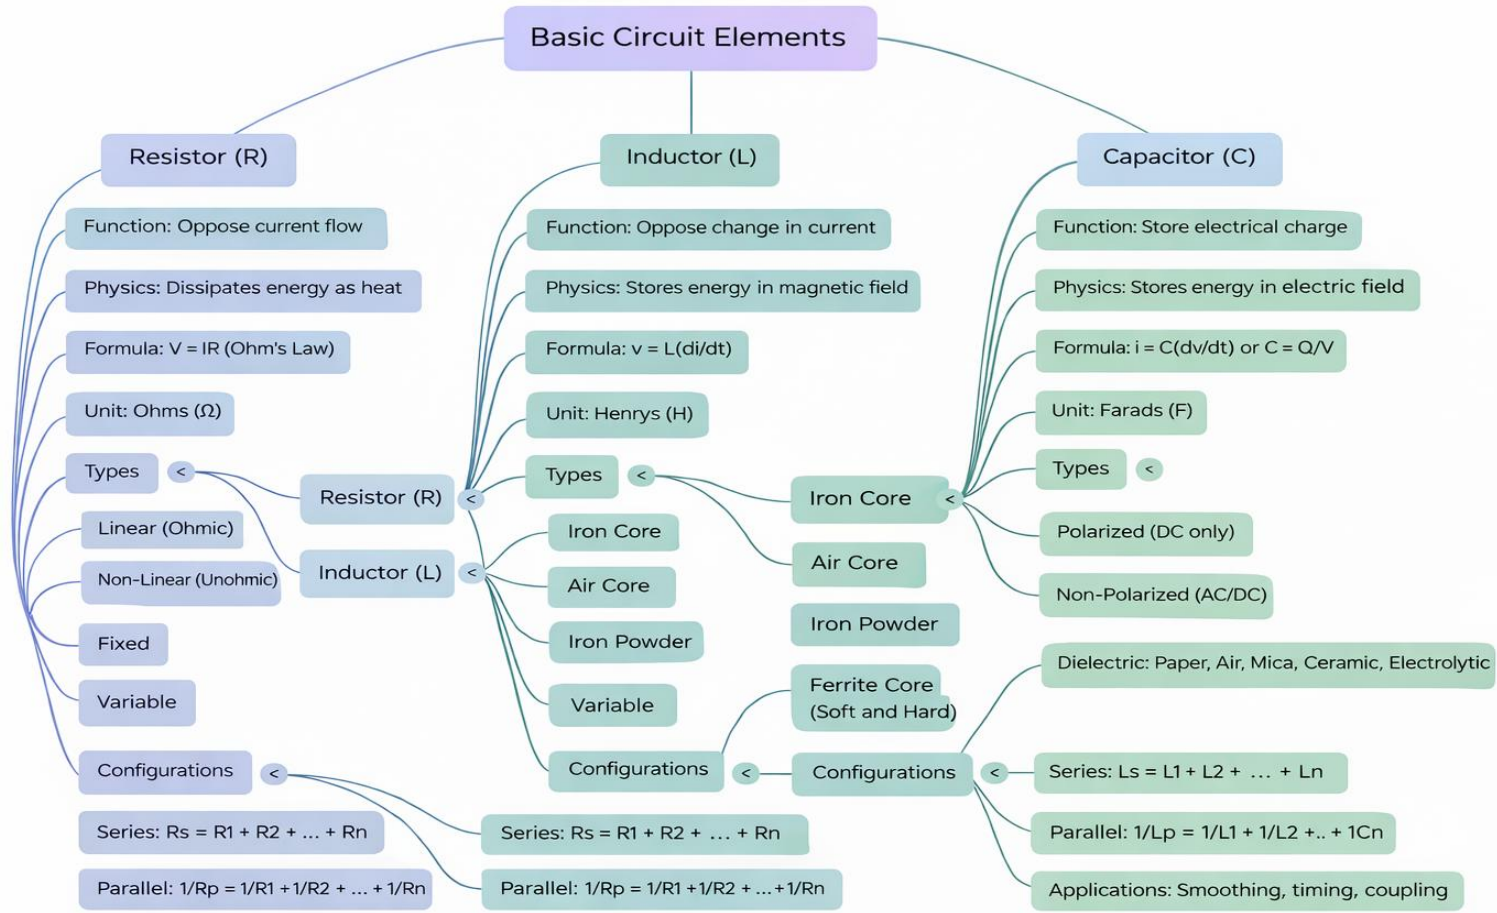 Basic Circuit Elements
Resistor (R)
Function: Oppose current flow
Physics: Dissipates energy as heat
Formula: V = IR (Ohm's Law)
Unit: Ohms (Ω)
Types <
Linear (Ohmic)
Non-Linear (Unohmic)
Fixed
Variable
Configurations <
Series: Rs = R1 + R2 + ... + Rn
Parallel: 1/Rp = 1/R1 +1/R2 + ... + 1/Rn
Resistor (R) <
Inductor (L) <
Inductor (L)
Function: Oppose change in current
Physics: Stores energy in magnetic field
Formula: v = L(di/dt)
Unit: Henrys (H)
Types <
Iron Core
Air Core
Iron Powder
Variable
Configurations <
Series: Rs = R1 + R2 + ... + Rn
Parallel: 1/Rp = 1/R1 +1/R2 + ...+1/Rn
Iron Core <
Air Core
Iron Powder
Ferrite Core
(Soft and Hard)
Configurations <
Capacitor (C)
Function: Store electrical charge
Physics: Stores energy in electric field
Formula: i = C(dv/dt) or C = Q/V
Unit: Farads (F)
Types <
Polarized (DC only)
Non-Polarized (AC/DC)
Dielectric: Paper, Air, Mica, Ceramic, Electrolytic
Series: Ls = L1 + L2 + ... + Ln
Parallel: 1/Lp = 1/L1 + 1/L2 +.. + 1Cn
Applications: Smoothing, timing, coupling